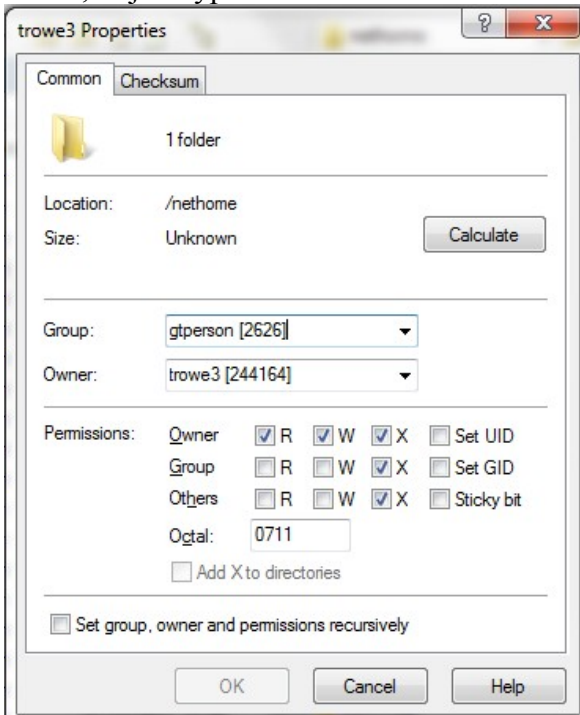 trowe3 Properties
Common Checksum
1 folder
Location: /nethome
Size: Unknown Calculate
Group: gtperson [2626]
Owner: trowe3 [244164]
Permissions: Owner R W X Set UID
Group R W X Set GID
Others R W X Sticky bit
Octal: 0711
Add X to directories
Set group, owner and permissions recursively
OK Cancel Help